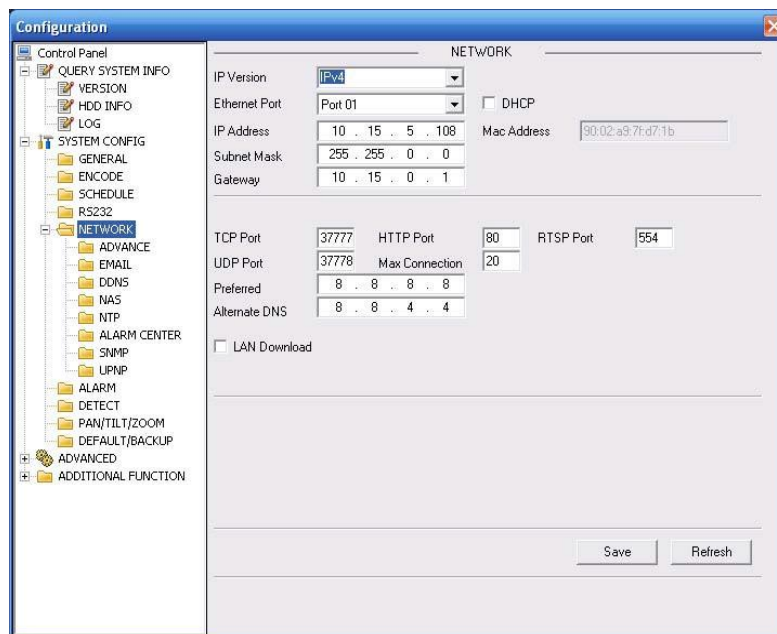 Configuration
Control Panel
QUERY SYSTEM INFO
VERSION
HDD INFO
LOG
SYSTEM CONFIG
GENERAL
ENCODE
SCHEDULE
RS232
NETWORK
ADVANCE
EMAIL
DDNS
NAS
NTP
ALARM CENTER
SNMP
UPNP
ALARM
DETECT
PAN/TILT/ZOOM
DEFAULT/BACKUP
ADVANCED
ADDITIONAL FUNCTION
NETWORK
IP Version IPv4
Ethernet Port Port 01 DHCP
IP Address 10 . 15 . 5 . 108 Mac Address 90:02:a9:7f:d7:1b
Subnet Mask 255 . 255 . 0 . 0
Gateway 10 . 15 . 0 . 1
TCP Port 37777 HTTP Port 80 RTSP Port 554
UDP Port 37778 Max Connection 20
Preferred 8 . 8 . 8 . 8
Alternate DNS 8 . 8 . 4 . 4
LAN Download
Save Refresh